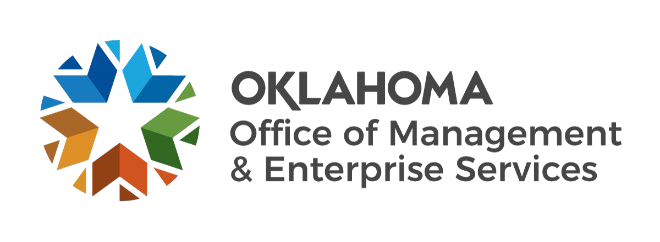 OKLAHOMA
Office of Management
& Enterprise Services